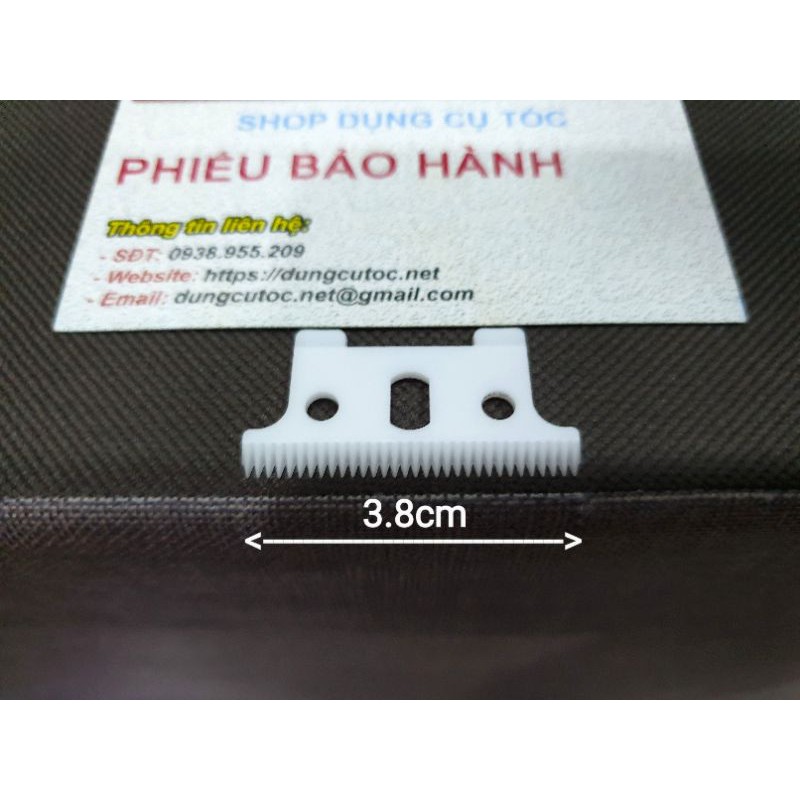 SHOP DỤNG CỤ TÓC
PHIẾU BẢO HÀNH
Thông tin liên hệ:
- SĐT: 0938.955.209
- Website: https://dungcutoc.net
- Email: dungcutoc.net@gmail.com
3.8cm